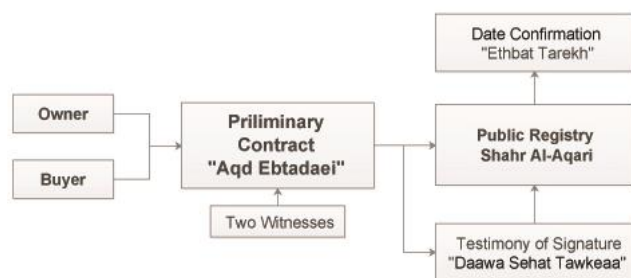 Owner
Buyer
Priliminary
Contract
"Aqd Ebtadaei"
Two Witnesses
Date Confirmation
"Ethbat Tarekh"
Public Registry
Shahr Al-Aqari
Testimony of Signature
"Daawa Sehat Tawkeaa"